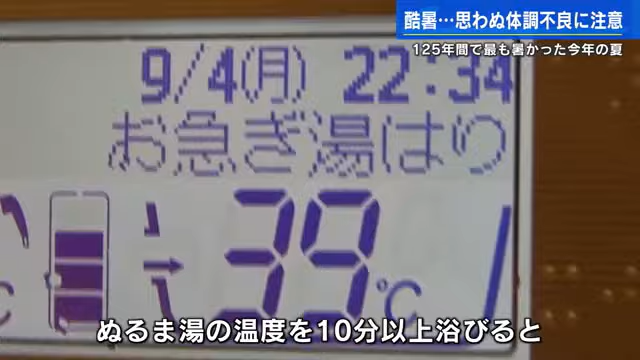 酷暑…思わぬ体調不良に注意
125年間で最も暑かった今年の夏
9/4(月) 22:34
お急ぎ湯はり
39℃
ぬるま湯の温度を10分以上浴びると